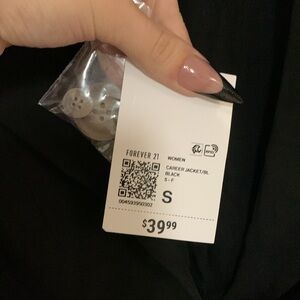 FOREVER 21
WOMEN
CAREER JACKET/BL
BLACK
S - F
S
$39.99